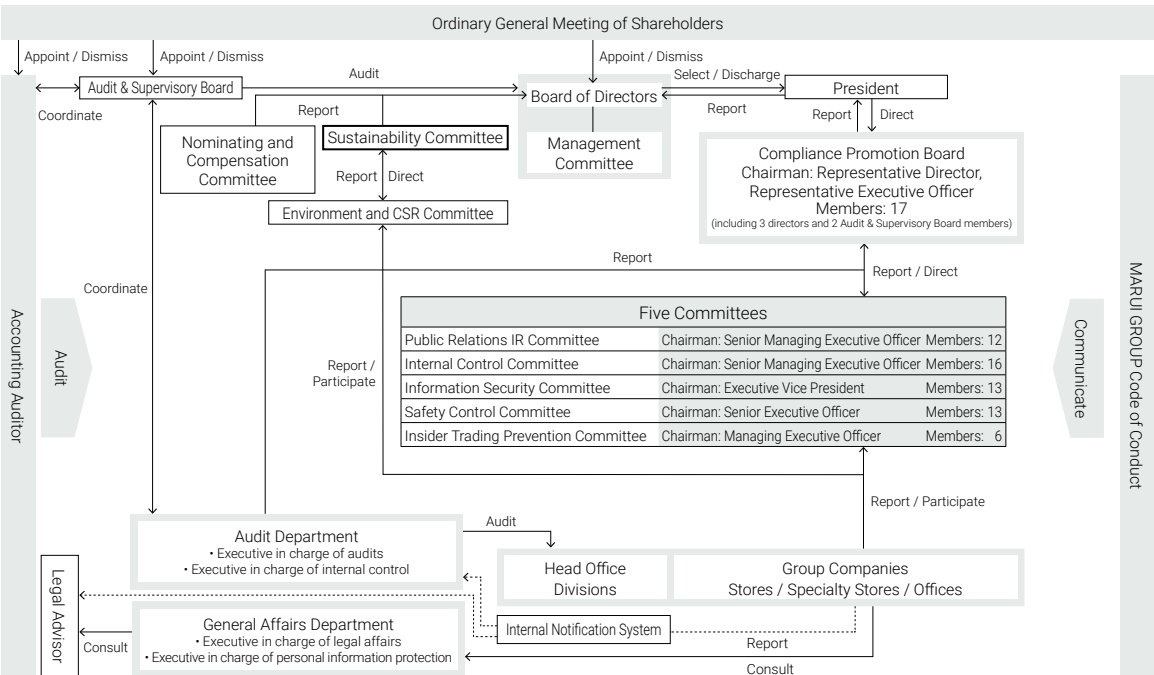 Ordinary General Meeting of Shareholders
Appoint / Dismiss
Appoint / Dismiss
Appoint / Dismiss
Audit & Supervisory Board
Audit
Coordinate
Board of Directors
Select / Discharge
Report
President
Report
Direct
Report
Nominating and
Compensation
Committee
Sustainability Committee
Management
Committee
Report
Direct
Environment and CSR Committee
Compliance Promotion Board
Chairman: Representative Director,
Representative Executive Officer
Members: 17
(including 3 directors and 2 Audit & Supervisory Board members)
Report
Report / Direct
Coordinate
Accounting Auditor
Audit
Report /
Participate
Five Committees
Public Relations IR Committee Chairman: Senior Managing Executive Officer Members: 12
Internal Control Committee Chairman: Senior Managing Executive Officer Members: 16
Information Security Committee Chairman: Executive Vice President Members: 13
Safety Control Committee Chairman: Senior Executive Officer Members: 13
Insider Trading Prevention Committee Chairman: Managing Executive Officer Members: 6
Communicate
MARUI GROUP Code of Conduct
Report / Participate
Audit Department
• Executive in charge of audits
• Executive in charge of internal control
Audit
Head Office
Divisions
Group Companies
Stores / Specialty Stores / Offices
Legal Advisor
Consult
General Affairs Department
• Executive in charge of legal affairs
• Executive in charge of personal information protection
Internal Notification System
Report
Consult